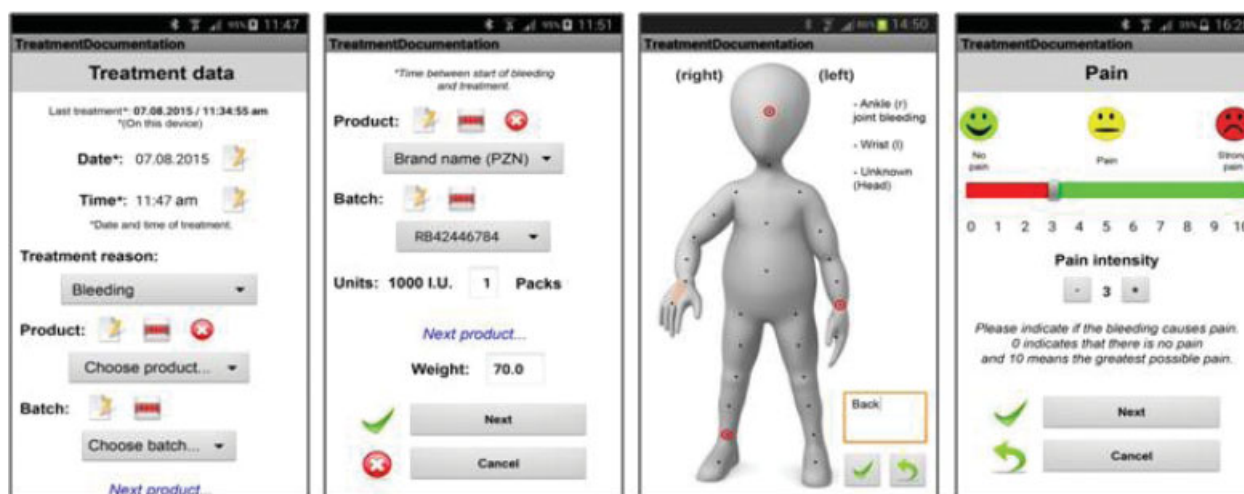 11:47
TreatmentDocumentation
Treatment data
Last treatment*: 07.08.2015 / 11:34:55 am
*(On this device)
Date*: 07.08.2015
Time*: 11:47 am
*Date and time of treatment.
Treatment reason:
Bleeding
Product:
Choose product...
Batch:
Choose batch...
Next product...
11:51
TreatmentDocumentation
*Time between start of bleeding
and treatment.
Product:
Brand name (PZN)
Batch:
RB42446784
Units: 1000 I.U. 1 Packs
Next product...
Weight: 70.0
Next
Cancel
14:50
TreatmentDocumentation
(right) (left)
- Ankle (r)
joint bleeding
- Wrist (l)
- Unknown
(Head)
Back
TreatmentDocumentation
Pain
No
pain
Pain
Strong
pain
0 1 2 3 4 5 6 7 8 9 10
Pain intensity
- 3 +
Please indicate if the bleeding causes pain.
0 indicates that there is no pain
and 10 means the greatest possible pain.
Next
Cancel